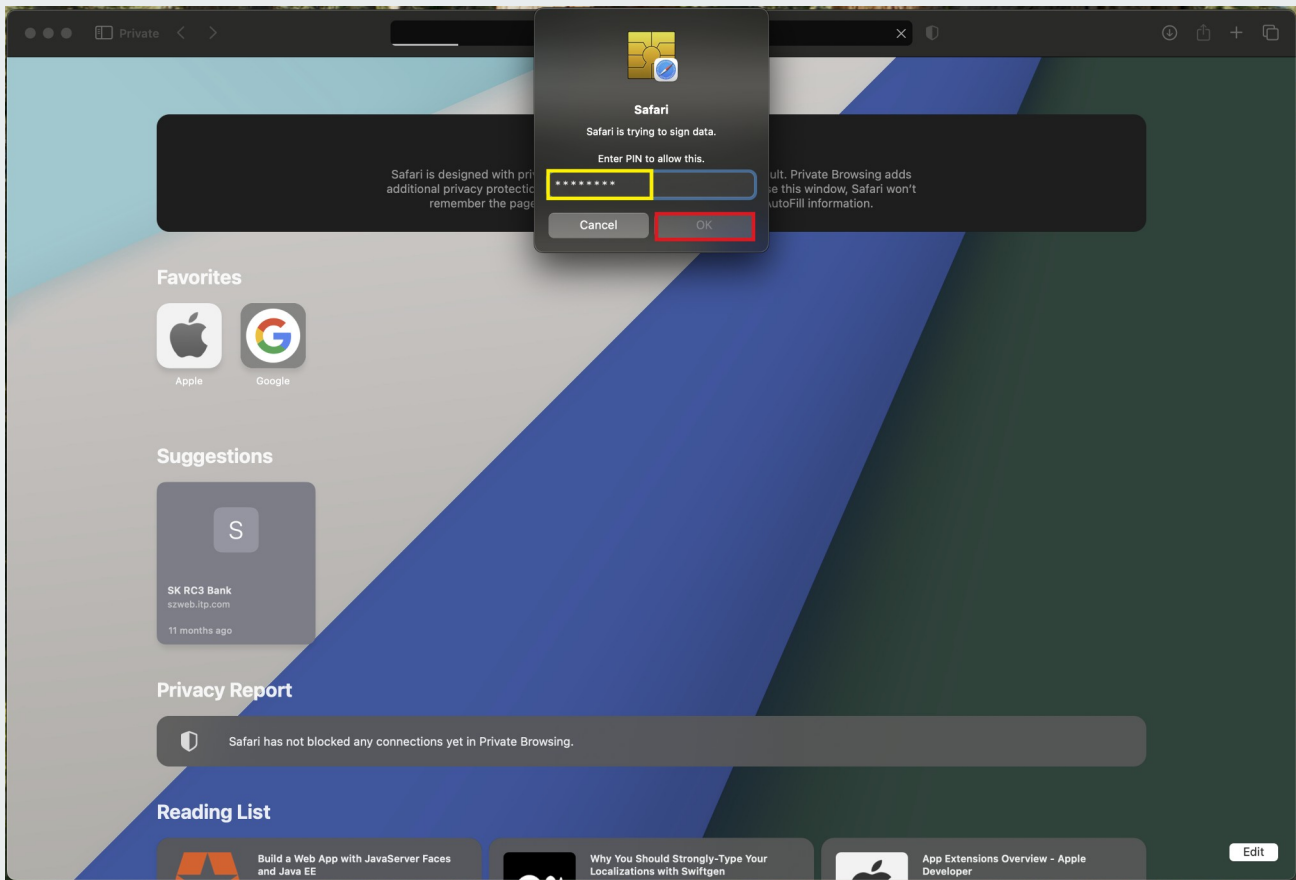 Private
Safari
Safari is trying to sign data.
Enter PIN to allow this.
********
Cancel
OK
Safari is designed with pri
ult. Private Browsing adds
additional privacy protectio
se this window, Safari won't
remember the page
utoFill information.
Favorites
Apple
Google
Suggestions
S
SK RC3 Bank
szweb.itp.com
11 months ago
Privacy Report
Safari has not blocked any connections yet in Private Browsing.
Reading List
Build a Web App with JavaServer Faces
and Java EE
Why You Should Strongly-Type Your
Localizations with Swiftgen
App Extensions Overview - Apple
Developer
Edit